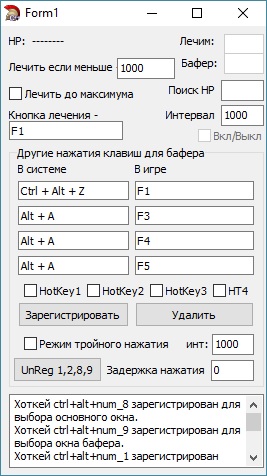 Form1
HP: --------
Лечим:
Лечить если меньше -
1000
Бафер:
Лечить до максимума
Поиск HP
Кнопка лечения -
Интервал
1000
F1
Вкл/Выкл
Другие нажатия клавиш для бафера
В системе
В игре
Ctrl + Alt + Z
F1
Alt + A
F3
Alt + A
F4
Alt + A
F5
HotKey1
HotKey2
HotKey3
HT4
Зарегистрировать
Удалить
Режим тройного нажатия
инт:
1000
UnReg 1,2,8,9
Задержка нажатия
0
Хоткей ctrl+alt+num_8 зарегистрирован для
выбора основного окна.
Хоткей ctrl+alt+num_9 зарегистрирован для
выбора окна бафера.
Хоткей ctrl+alt+num_1 зарегистрирован